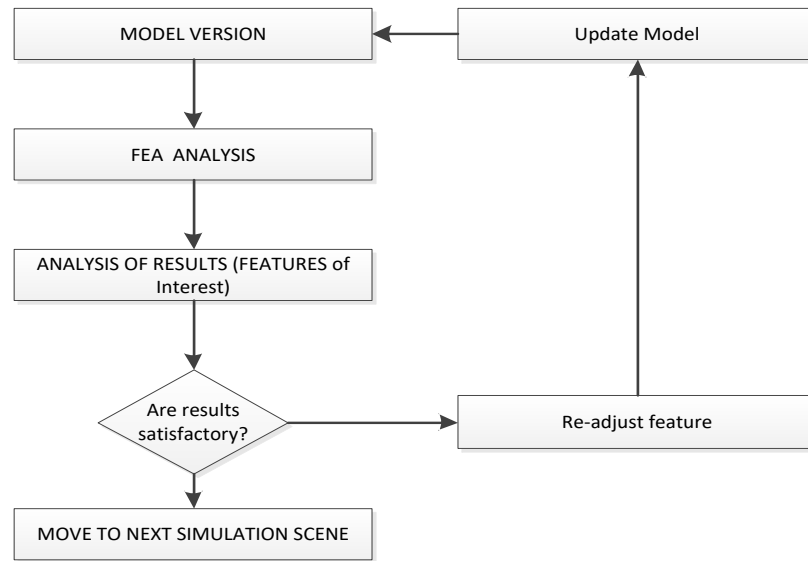 MODEL VERSION
Update Model
FEA ANALYSIS
ANALYSIS OF RESULTS (FEATURES of
Interest)
Are results
satisfactory?
Re-adjust feature
MOVE TO NEXT SIMULATION SCENE